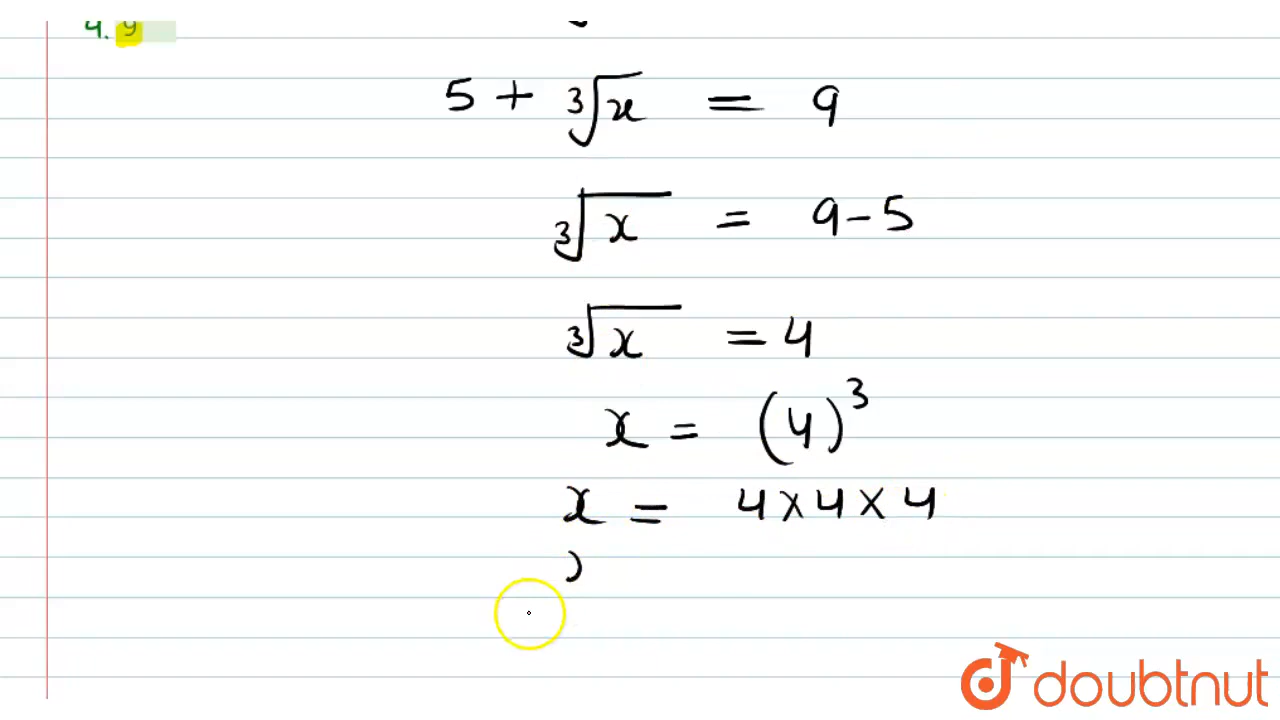 4. 9
5 + ∛x = 9
∛x = 9 - 5
∛x = 4
x = (4)³
x = 4 × 4 × 4
doubtnut